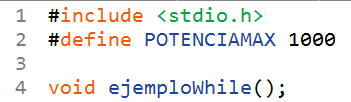 1 #include <stdio.h>
2 #define POTENCIAMAX 1000
3
4 void ejemploWhile();